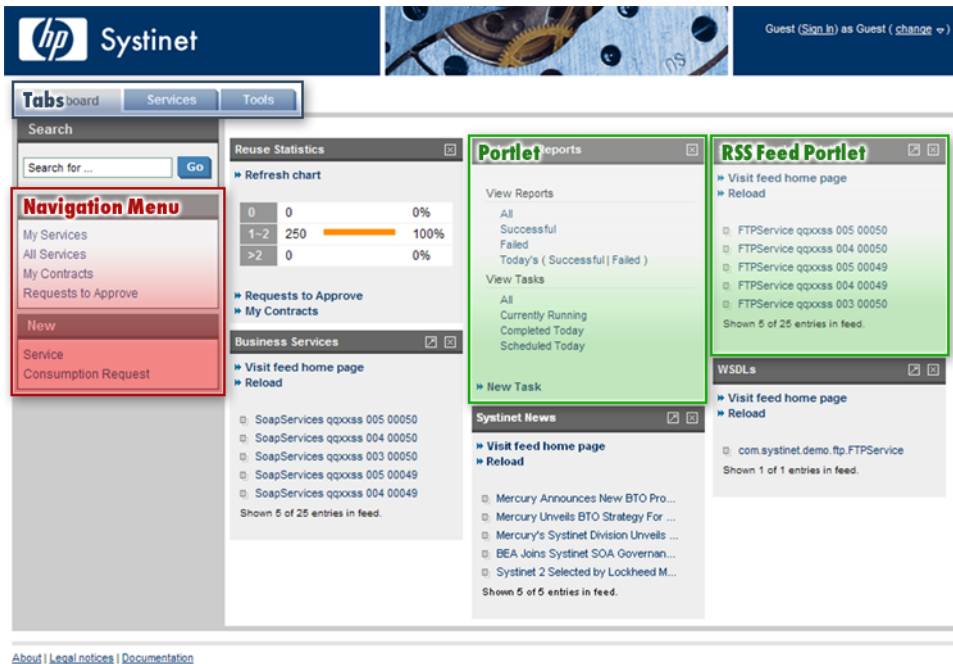 hp
Systinet
Guest (Sign In) as Guest ( change )
Tabs board
Services
Tools
Search
Search for ...
Go
Navigation Menu
My Services
All Services
My Contracts
Requests to Approve
New
Service
Consumption Request
Reuse Statistics
Refresh chart
0 0 0%
1~2 250 100%
>2 0 0%
Requests to Approve
My Contracts
Business Services
Visit feed home page
Reload
SoapServices qqxxss 005 00050
SoapServices qqxxss 004 00050
SoapServices qqxxss 003 00050
SoapServices qqxxss 005 00049
SoapServices qqxxss 004 00049
Shown 5 of 25 entries in feed.
Portlet Reports
View Reports
All
Successful
Failed
Today's ( Successful | Failed )
View Tasks
All
Currently Running
Completed Today
Scheduled Today
New Task
Systinet News
Visit feed home page
Reload
Mercury Announces New BTO Pro...
Mercury Unveils BTO Strategy For ...
Mercury's Systinet Division Unveils ...
BEA Joins Systinet SOA Governan...
Systinet 2 Selected by Lockheed M...
Shown 5 of 5 entries in feed.
RSS Feed Portlet
Visit feed home page
Reload
FTPService qqxxss 005 00050
FTPService qqxxss 004 00050
FTPService qqxxss 005 00049
FTPService qqxxss 004 00049
FTPService qqxxss 003 00050
Shown 5 of 25 entries in feed.
WSDLs
Visit feed home page
Reload
com.systinet.demo.ftp.FTPService
Shown 1 of 1 entries in feed.
About | Legal notices | Documentation